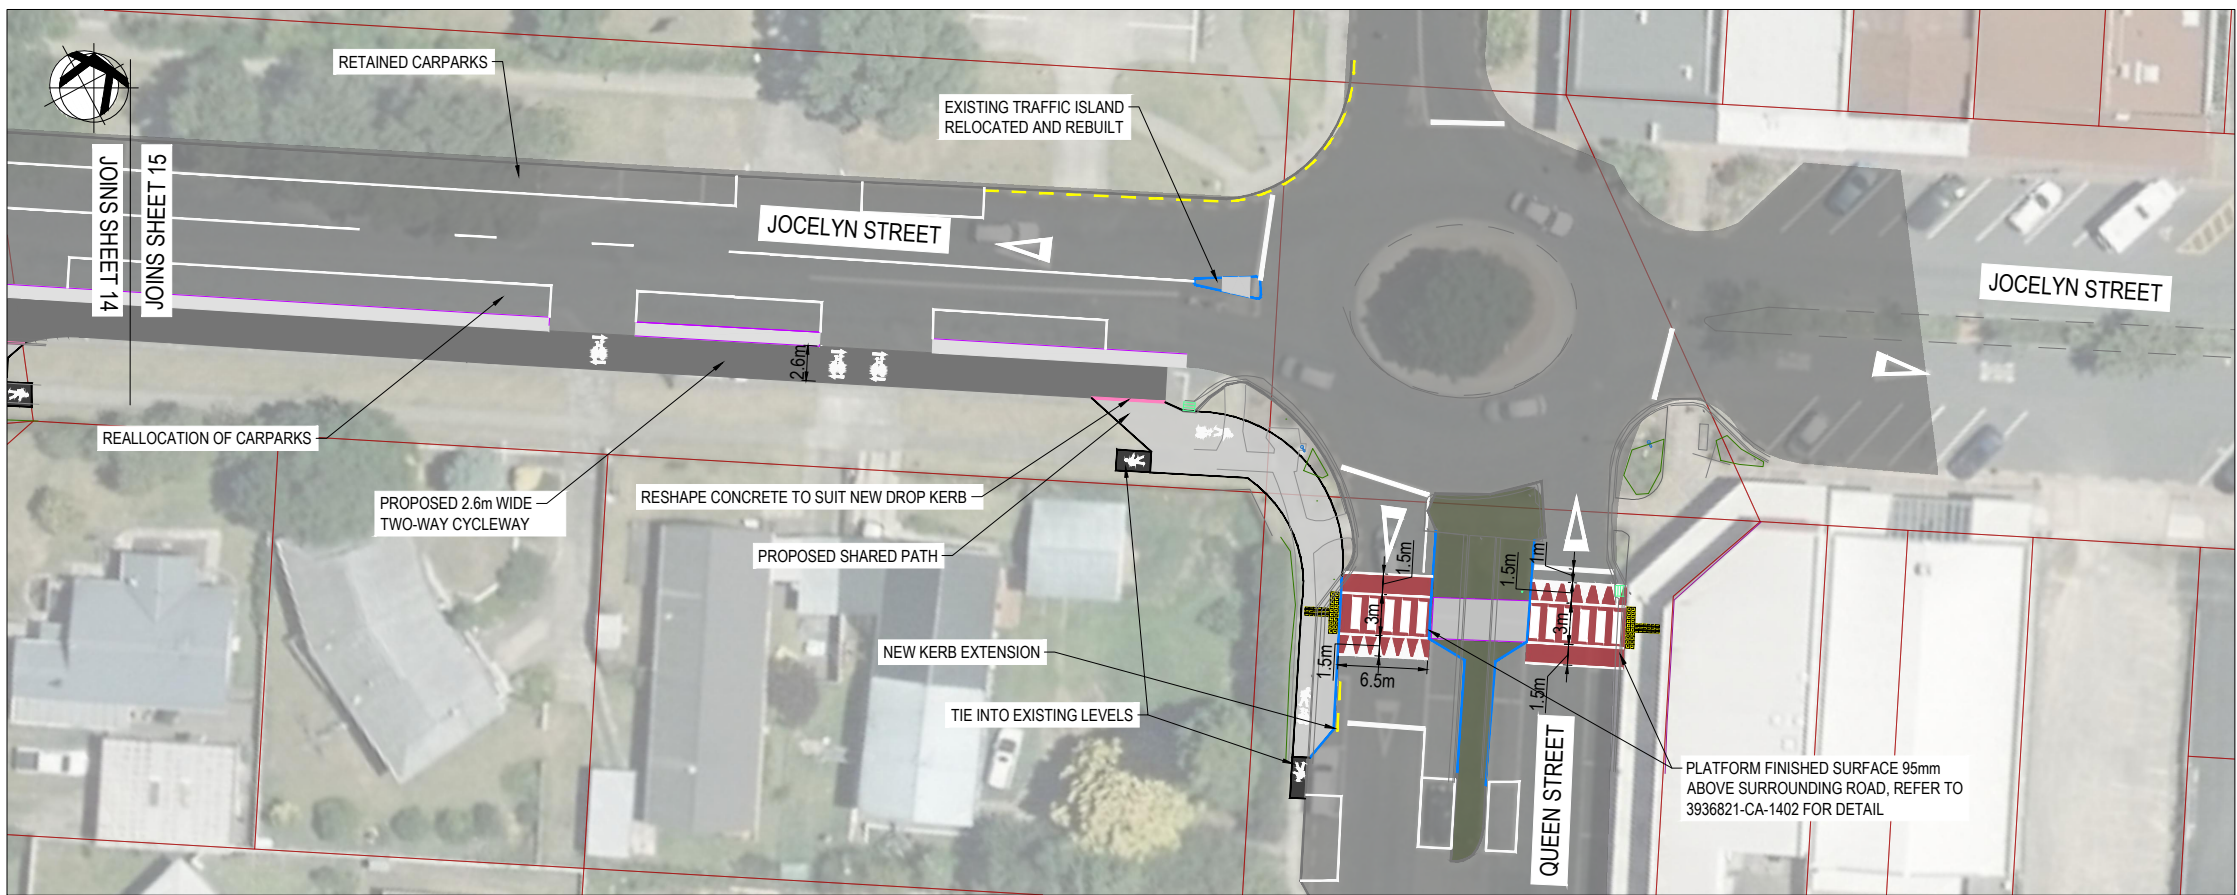 RETAINED CARPARKS
EXISTING TRAFFIC ISLAND
RELOCATED AND REBUILT
JOINS SHEEET 14
JOINS SHEET 15
JOCELYN STREET
JOCELYN STREET
2.6m
REALLOCATION OF CARPARKS
PROPOSED 2.6m WIDE
TWO-WAY CYCLEWAY
RESHAPE CONCRETE TO SUIT NEW DROP KERB
PROPOSED SHARED PATH
1.5m
1.5m
1m
3m
3m
NEW KERB EXTENSION
1.5m
6.5m
1.5m
TIE INTO EXISTING LEVELS
QUEEN STREET
PLATFORM FINISHED SURFACE 95mm
ABOVE SURROUNDING ROAD, REFER TO
3936821-CA-1402 FOR DETAIL